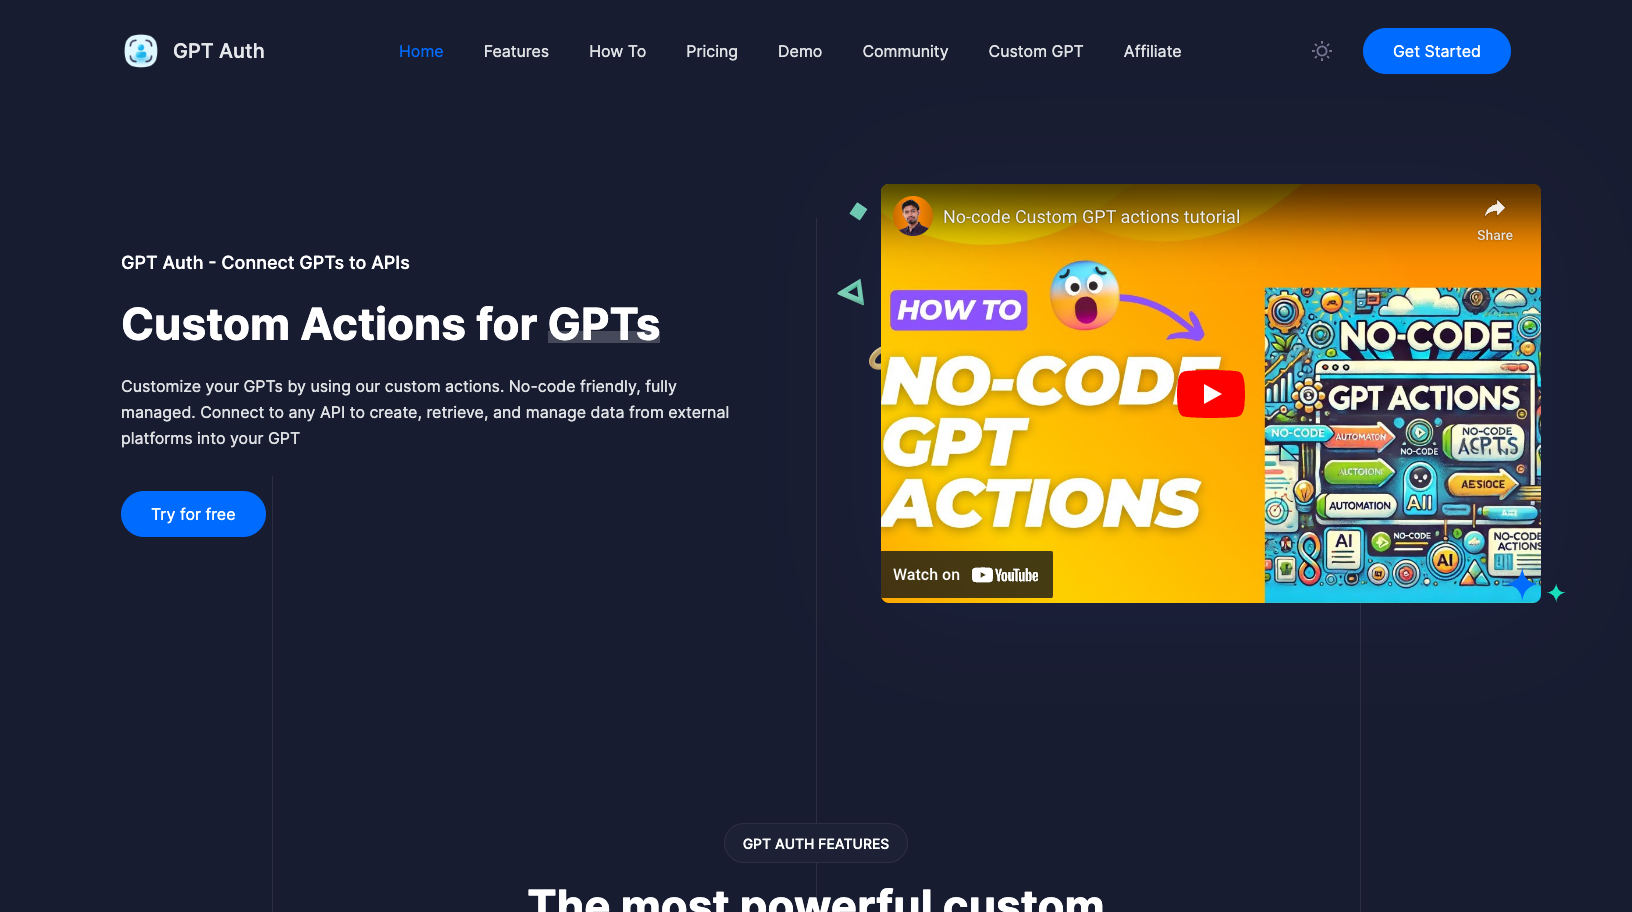 GPT Auth
Home
Features
How To
Pricing
Demo
Community
Custom GPT
Affiliate
Get Started
GPT Auth - Connect GPTs to APIs
Custom Actions for GPTs
Customize your GPTs by using our custom actions. No-code friendly, fully
managed. Connect to any API to create, retrieve, and manage data from external
platforms into your GPT
Try for free
No-code Custom GPT actions tutorial
Share
HOW TO
NO-CODE
GPT
ACTIONS
Watch on YouTube
NO-CODE
GPT ACTIONS
NO-CODE
AUTOMATON
NO-CODE
NO-CODE
AUTOMATION
AI
NO-CODE
AI
NO-CODE
ACTIONS
GPT AUTH FEATURES
The most powerful custom